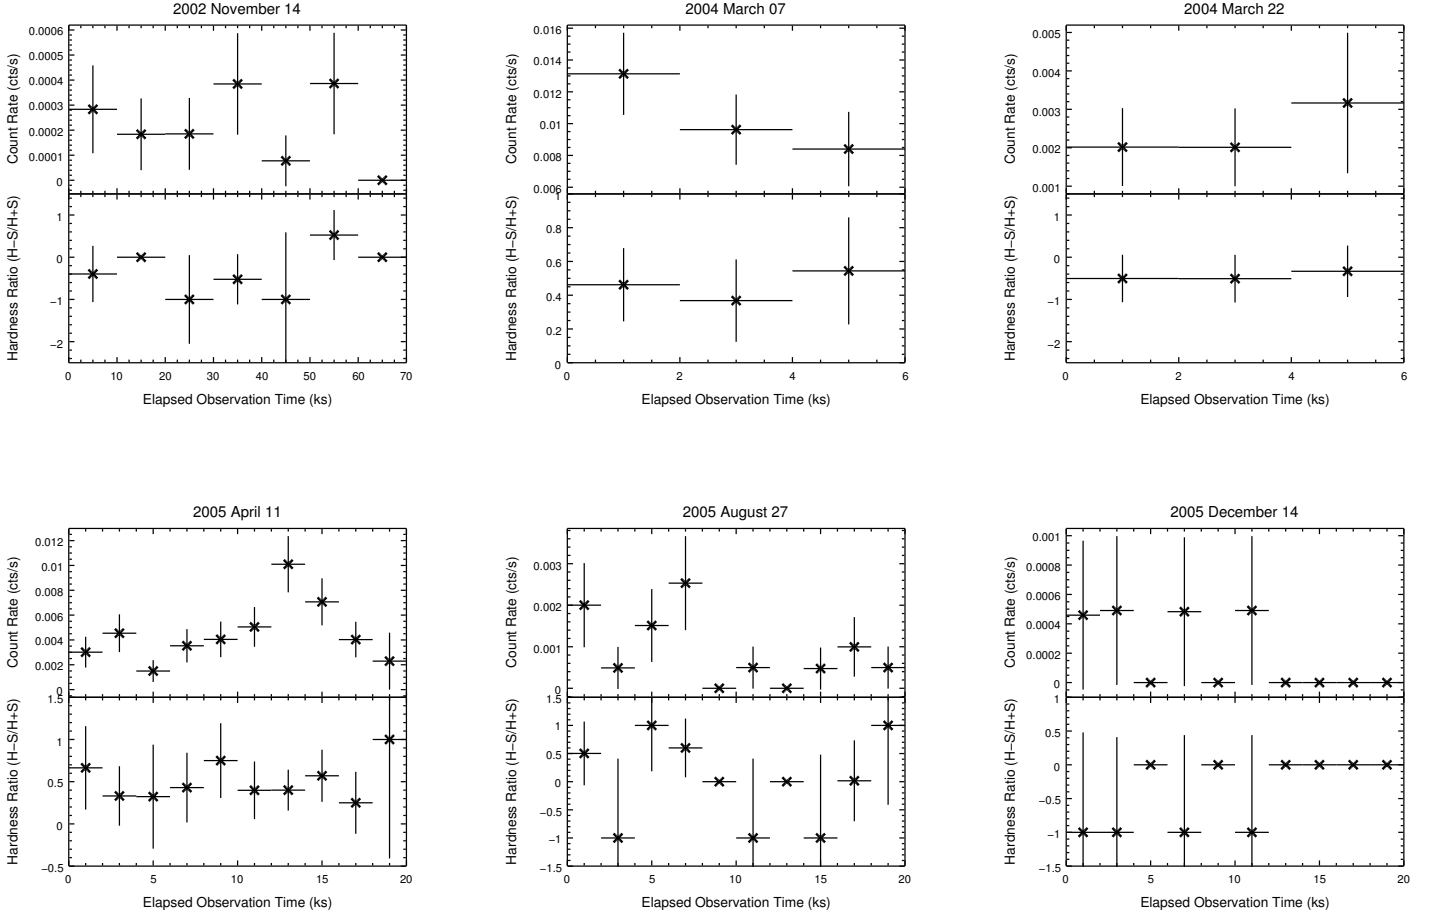 2002 November 14
Count Rate (cts/s)
0.0006
0.0005
0.0004
0.0003
0.0002
0.0001
0
Hardness Ratio (H−S/H+S)
1
0
−1
−2
0 10 20 30 40 50 60 70
Elapsed Observation Time (ks)
2004 March 07
Count Rate (cts/s)
0.016
0.014
0.012
0.01
0.008
0.006
Hardness Ratio (H−S/H+S)
0.8
0.6
0.4
0.2
0
0 2 4 6
Elapsed Observation Time (ks)
2004 March 22
Count Rate (cts/s)
0.005
0.004
0.003
0.002
0.001
Hardness Ratio (H−S/H+S)
1
0
−1
−2
0 2 4 6
Elapsed Observation Time (ks)
2005 April 11
Count Rate (cts/s)
0.012
0.01
0.008
0.006
0.004
0.002
0
Hardness Ratio (H−S/H+S)
1.5
1
0.5
0
−0.5
0 5 10 15 20
Elapsed Observation Time (ks)
2005 August 27
Count Rate (cts/s)
0.003
0.002
0.001
0
Hardness Ratio (H−S/H+S)
1.5
1
0.5
0
−0.5
−1
−1.5
0 5 10 15 20
Elapsed Observation Time (ks)
2005 December 14
Count Rate (cts/s)
0.001
0.0008
0.0006
0.0004
0.0002
0
Hardness Ratio (H−S/H+S)
1
0.5
0
−0.5
−1
−1.5
0 5 10 15 20
Elapsed Observation Time (ks)